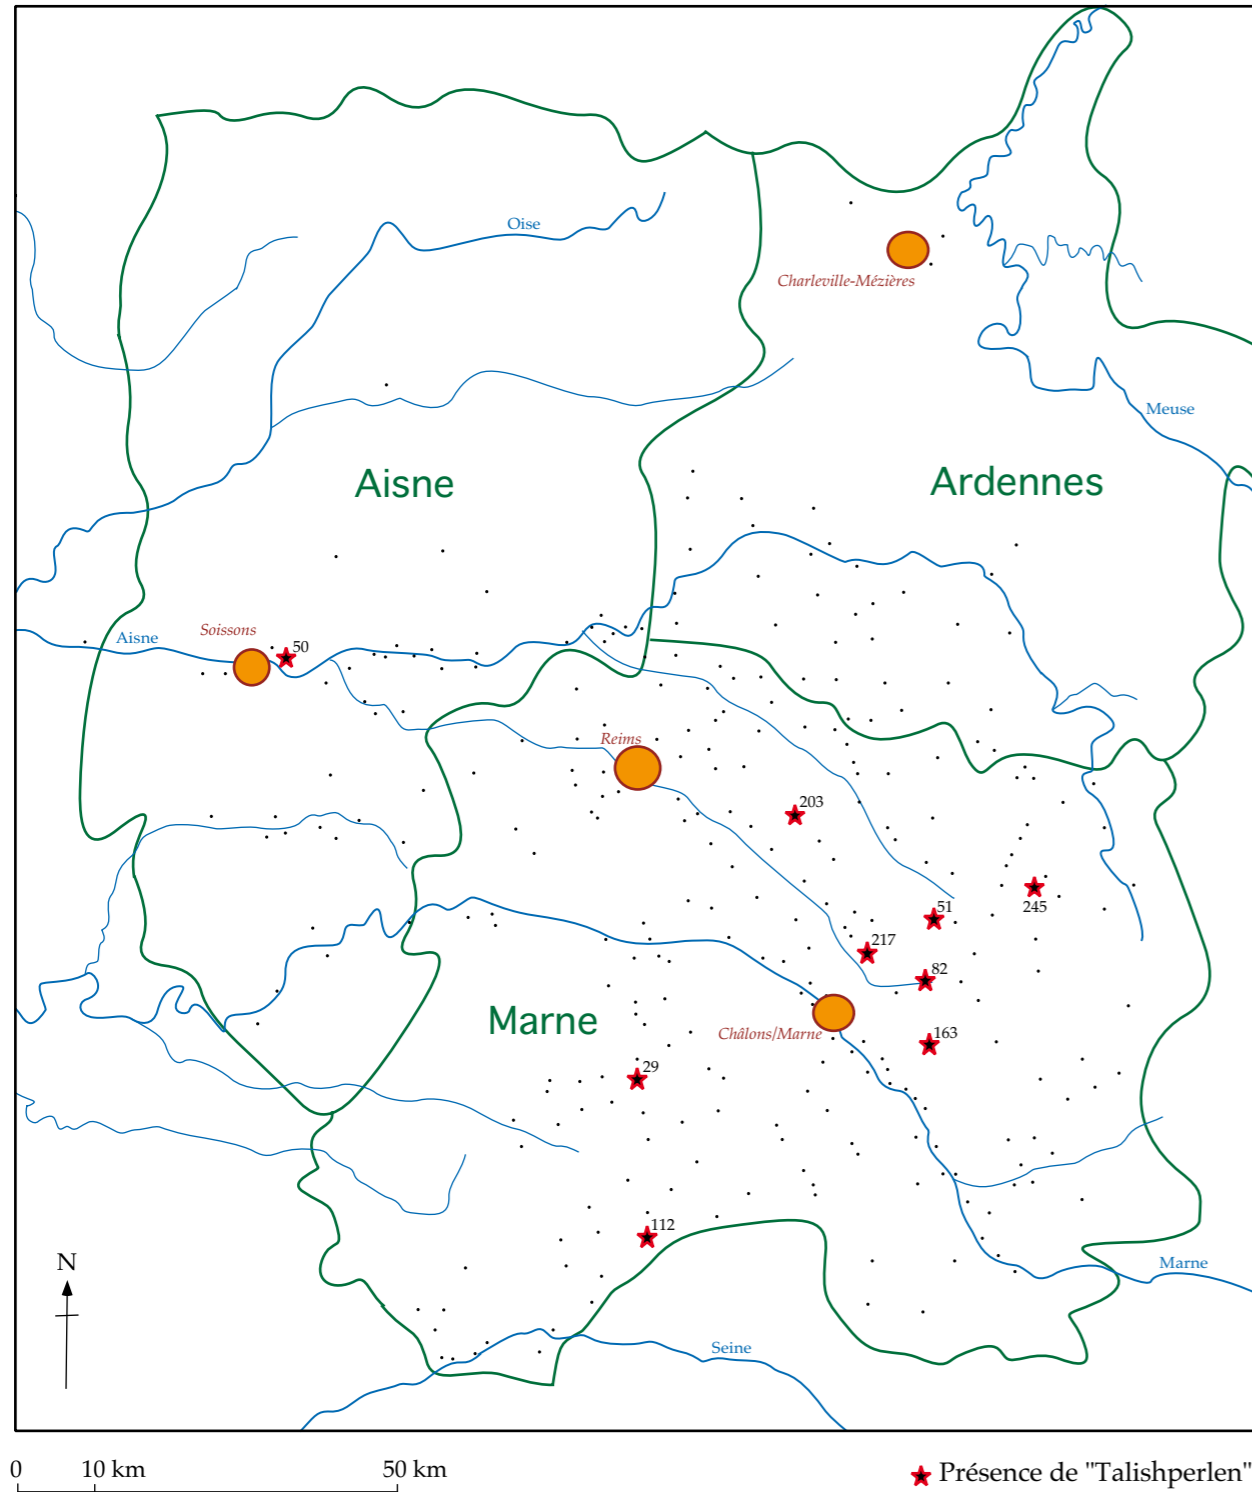 Oise
Charleville-Mézières
Meuse
Aisne
Ardennes
Aisne
Soissons
50
Reims
203
245
51
217
82
Marne
Châlons/Marne
163
29
112
N
Marne
Seine
0 10 km 50 km
Présence de "Talishperlen"